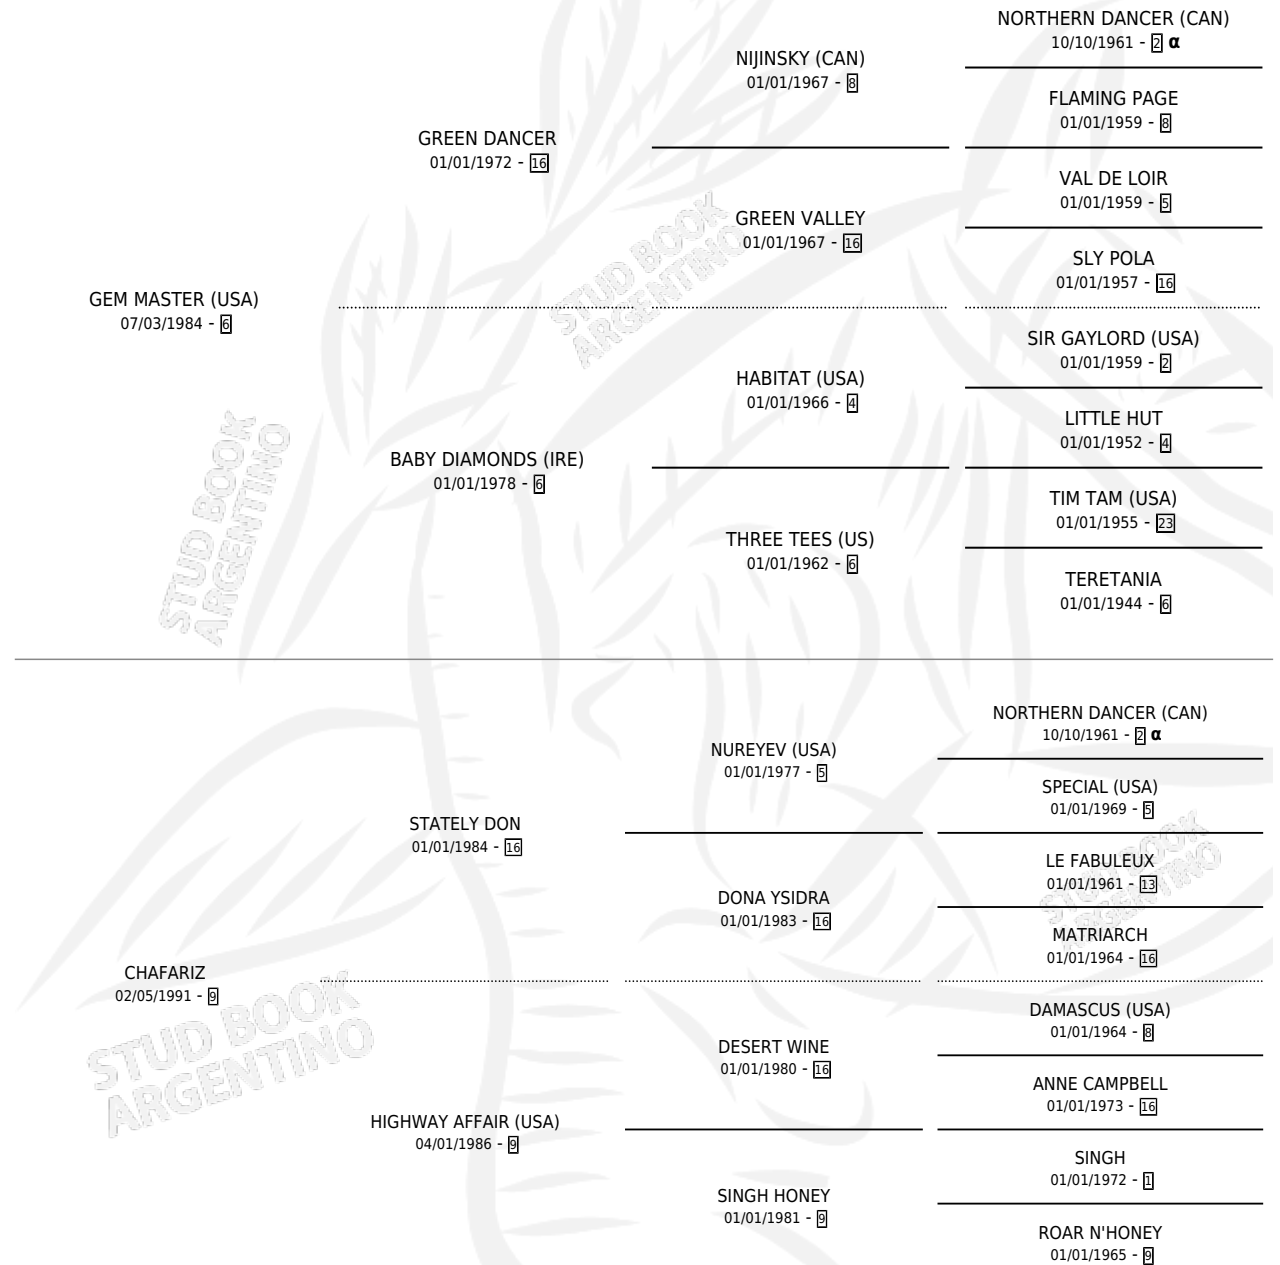 NORTHERN DANCER (CAN)
10/10/1961 - 2 α
NIJINSKY (CAN)
01/01/1967 - 8
FLAMING PAGE
01/01/1959 - 8
GREEN DANCER
01/01/1972 - 16
VAL DE LOIR
01/01/1959 - 5
GREEN VALLEY
01/01/1967 - 16
SLY POLA
01/01/1957 - 16
STUD BOOK
ARGENTINO
GEM MASTER (USA)
07/03/1984 - 6
SIR GAYLORD (USA)
01/01/1959 - 2
HABITAT (USA)
01/01/1966 - 4
LITTLE HUT
01/01/1952 - 4
BABY DIAMONDS (IRE)
01/01/1978 - 6
TIM TAM (USA)
01/01/1955 - 23
THREE TEES (US)
01/01/1962 - 6
TERETANIA
01/01/1944 - 6
STUD BOOK
ARGENTINO
NORTHERN DANCER (CAN)
10/10/1961 - 2 α
NUREYEV (USA)
01/01/1977 - 5
SPECIAL (USA)
01/01/1969 - 5
STATELY DON
01/01/1984 - 16
LE FABULEUX
01/01/1961 - 13
STUD BOOK
ARGENTINO
DONA YSIDRA
01/01/1983 - 16
MATRIARCH
01/01/1964 - 16
CHAFARIZ
02/05/1991 - 9
STUD BOOK
ARGENTINO
DAMASCUS (USA)
01/01/1964 - 8
DESERT WINE
01/01/1980 - 16
ANNE CAMPBELL
01/01/1973 - 16
HIGHWAY AFFAIR (USA)
04/01/1986 - 9
SINGH
01/01/1972 - 1
SINGH HONEY
01/01/1981 - 9
ROAR N'HONEY
01/01/1965 - 9